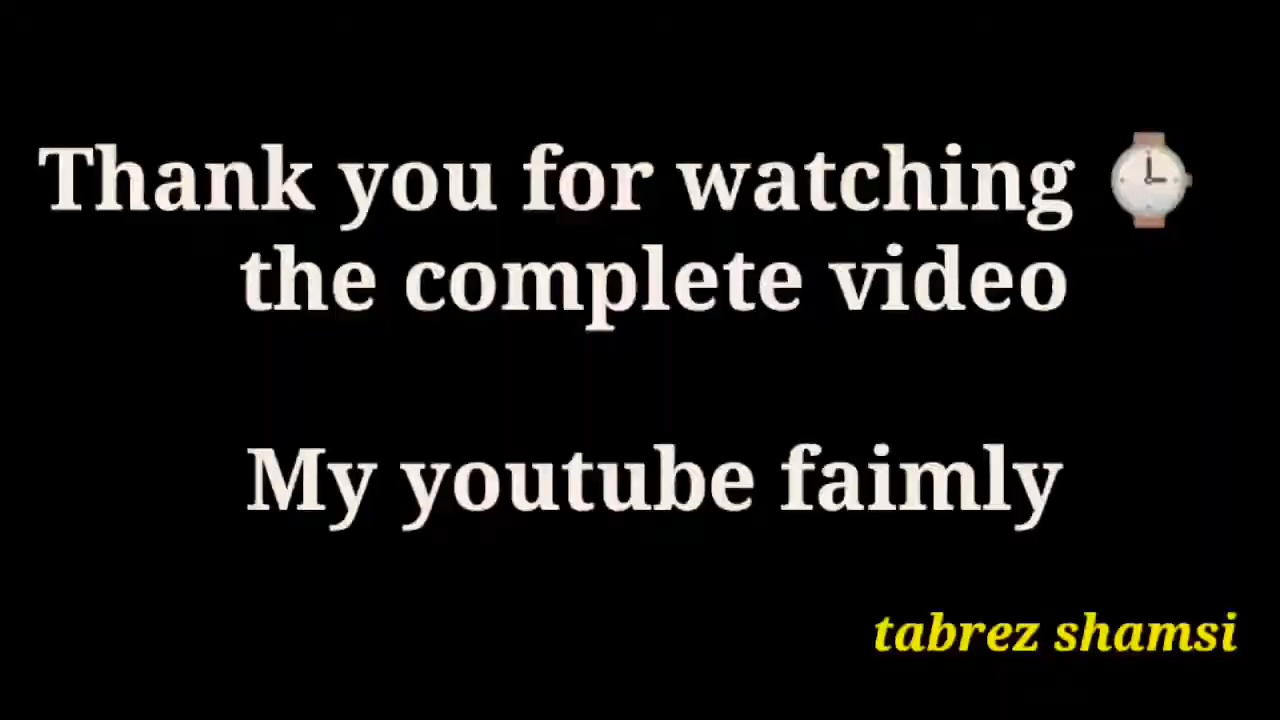 Thank you for watching ⌚
the complete video
My youtube faimly
tabrez shamsi